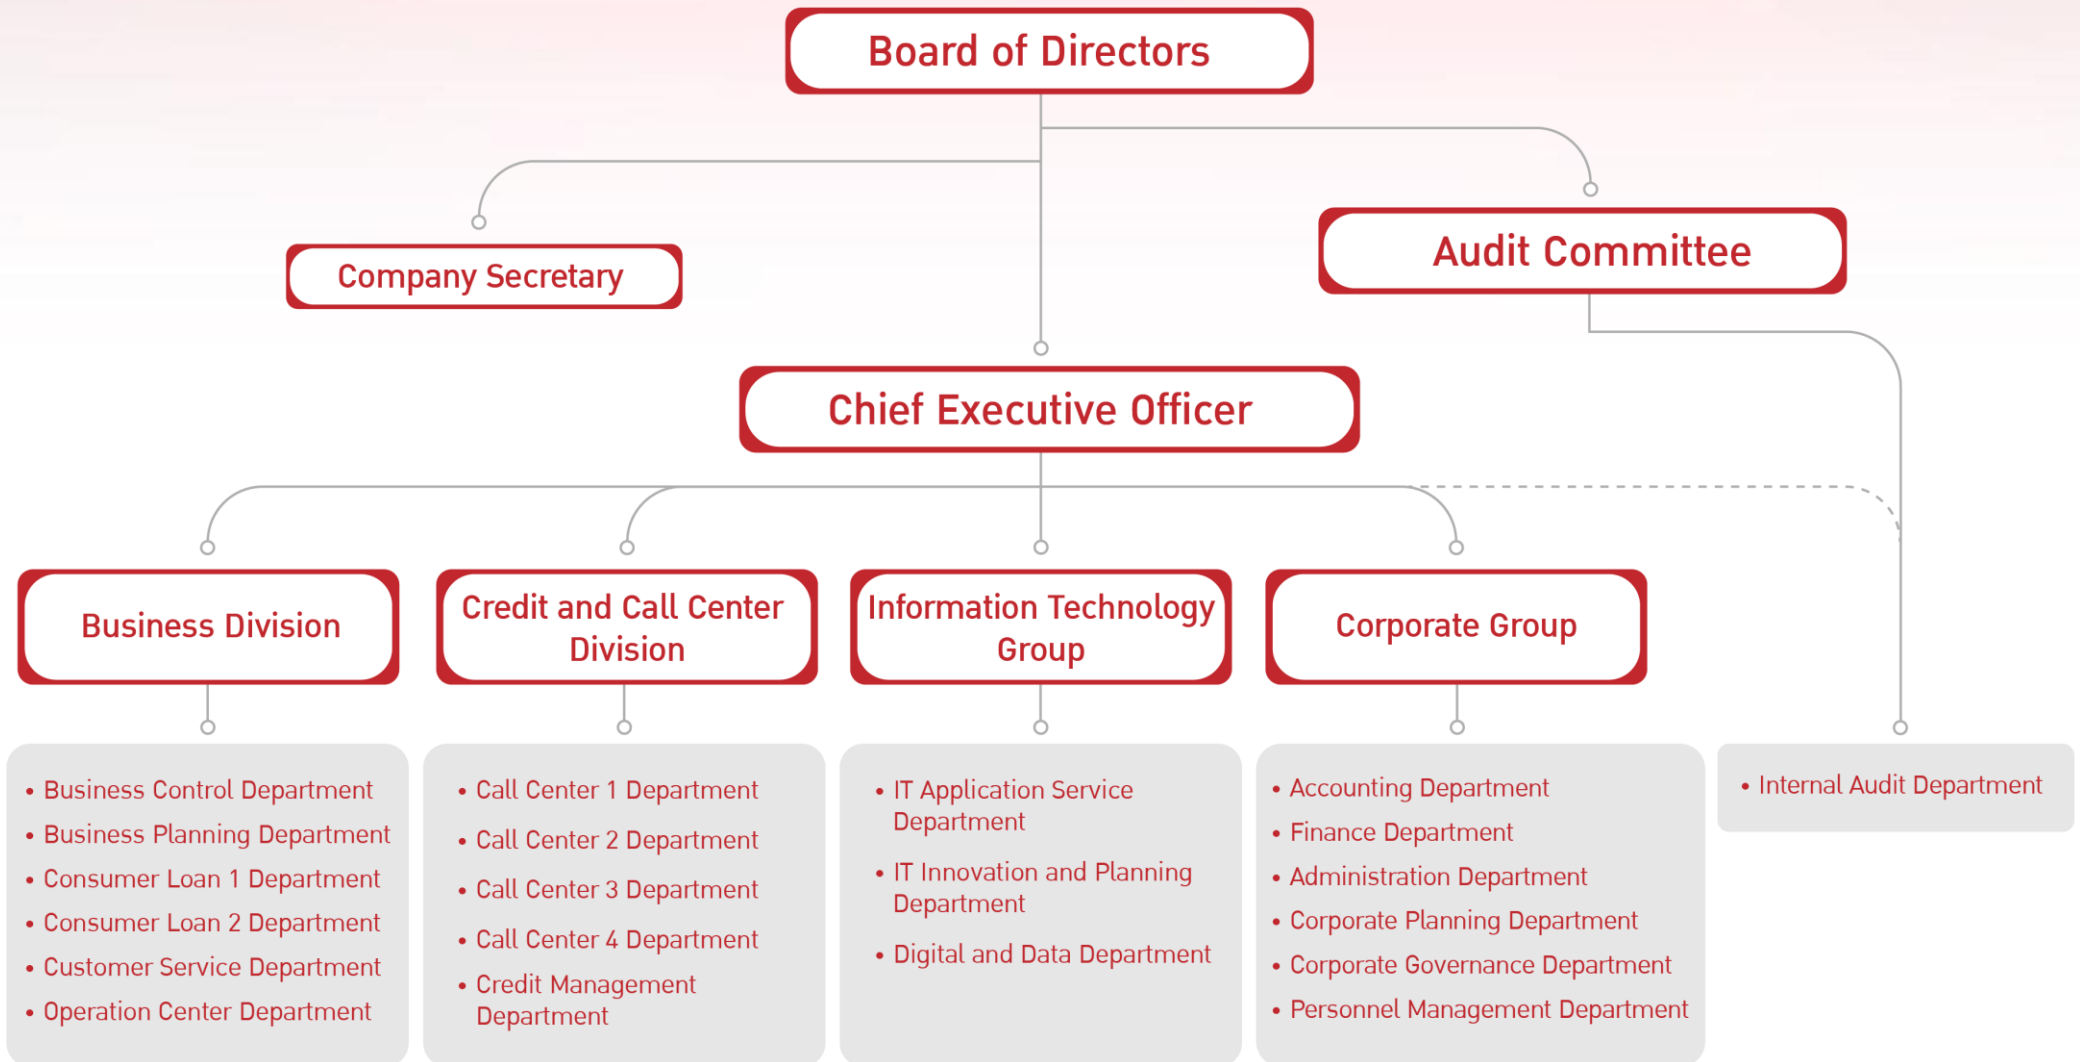 Board of Directors
Company Secretary
Audit Committee
Chief Executive Officer
Business Division
Credit and Call Center
Division
Information Technology
Group
Corporate Group
• Business Control Department
• Business Planning Department
• Consumer Loan 1 Department
• Consumer Loan 2 Department
• Customer Service Department
• Operation Center Department
• Call Center 1 Department
• Call Center 2 Department
• Call Center 3 Department
• Call Center 4 Department
• Credit Management
Department
• IT Application Service
Department
• IT Innovation and Planning
Department
• Digital and Data Department
• Accounting Department
• Finance Department
• Administration Department
• Corporate Planning Department
• Corporate Governance Department
• Personnel Management Department
• Internal Audit Department